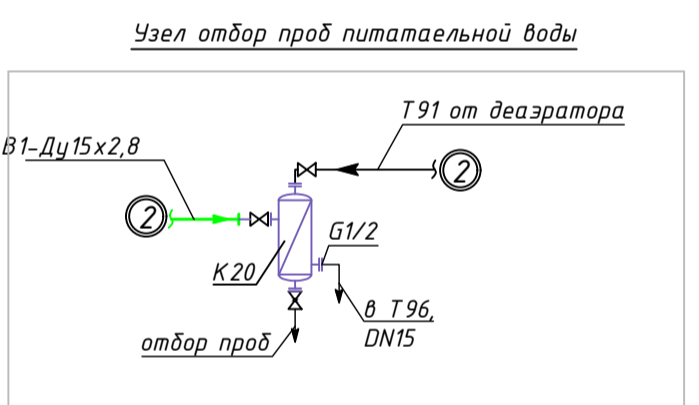 Узел отбор проб питатаельной воды
Т91 от деаэратора
В1-Ду15х2,8
2
2
G1/2
К20
в Т96,
DN15
отбор проб